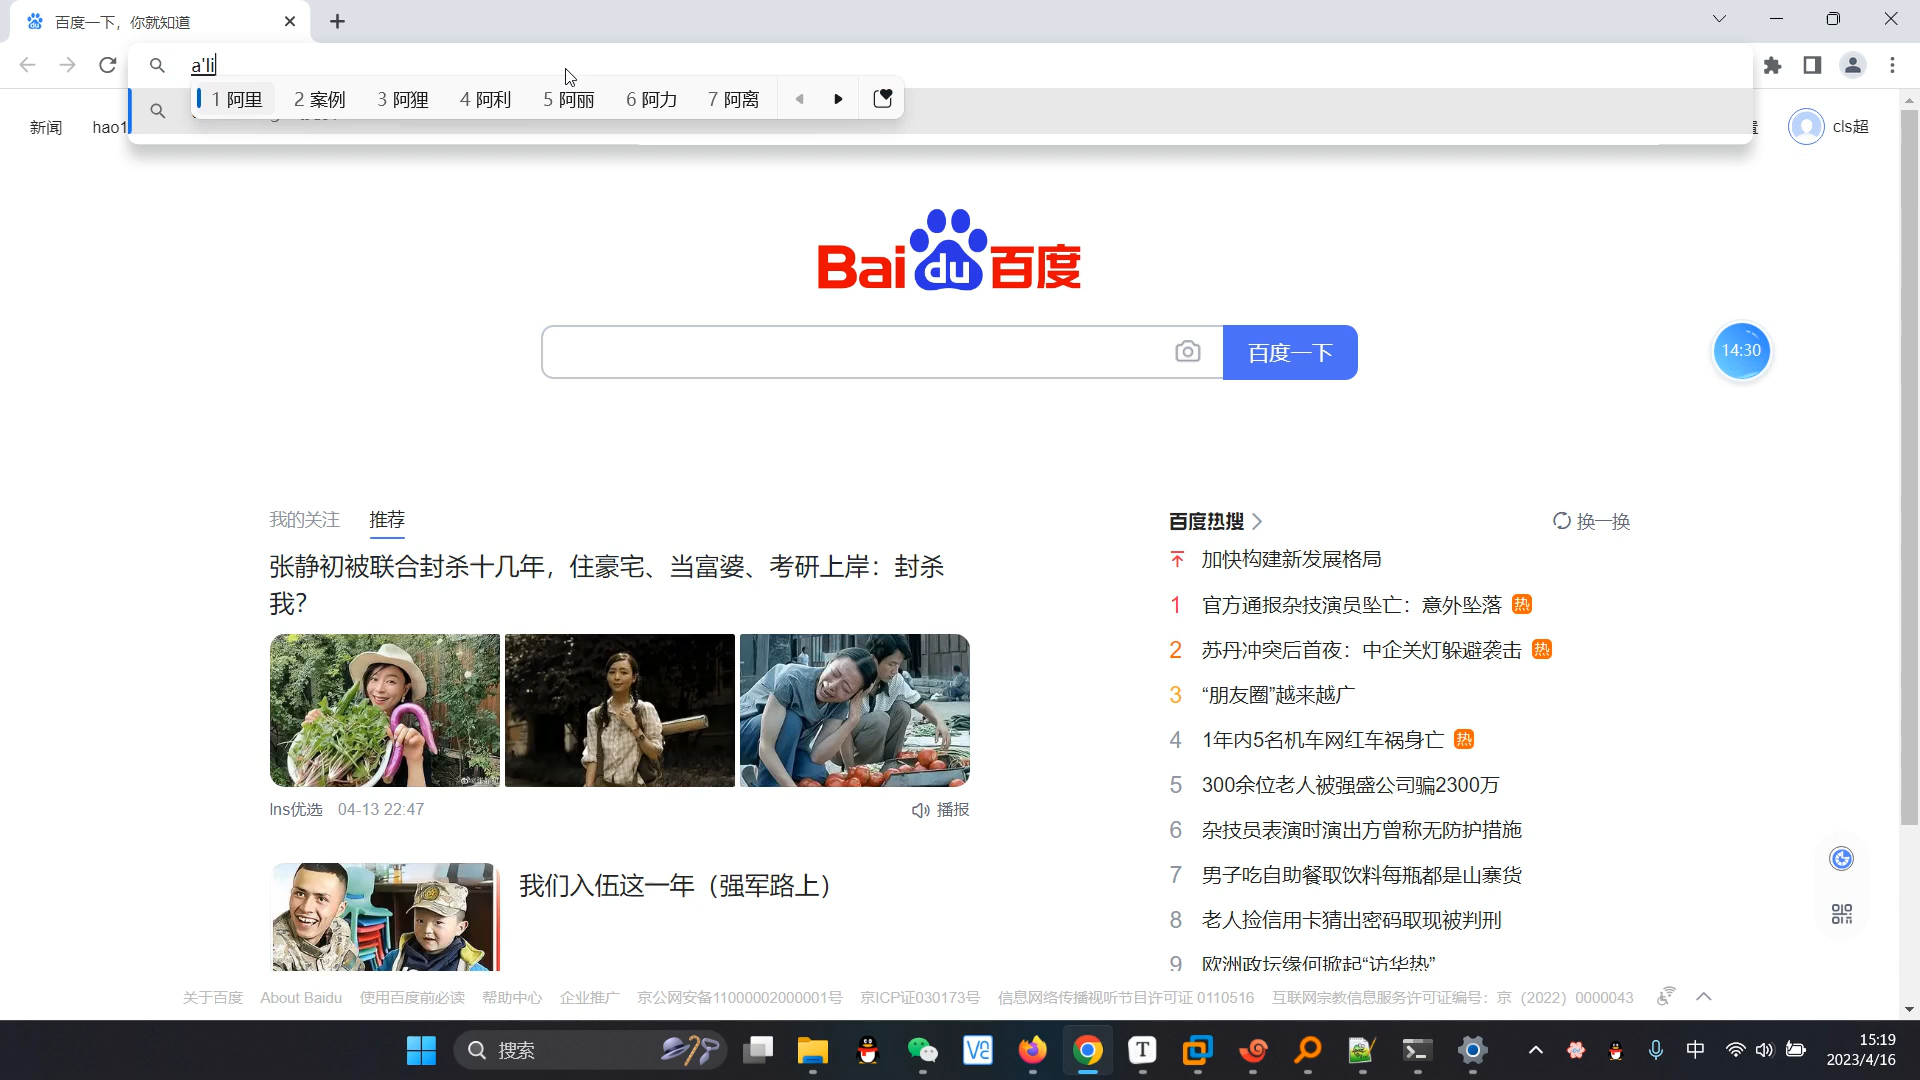 百度一下，你就知道
a'li
1 阿里 2 案例 3 阿狸 4 阿利 5 阿丽 6 阿力 7 阿离
新闻 hao1
cls超
Bai du 百度
百度一下
14:30
我的关注 推荐
张静初被联合封杀十几年，住豪宅、当富婆、考研上岸：封杀
我？
Ins优选 04-13 22:47 播报
我们入伍这一年（强军路上）
百度热搜 换一换
加快构建新发展格局
1 官方通报杂技演员坠亡：意外坠落 热
2 苏丹冲突后首夜：中企关灯躲避袭击 热
3 “朋友圈”越来越广
4 1年内5名机车网红车祸身亡 热
5 300余位老人被强盛公司骗2300万
6 杂技员表演时演出方曾称无防护措施
7 男子吃自助餐取饮料每瓶都是山寨货
8 老人捡信用卡猜出密码取现被判刑
9 欧洲政坛缘何掀起“访华热”
关于百度 About Baidu 使用百度前必读 帮助中心 企业推广 京公网安备11000002000001号 京ICP证030173号 信息网络传播视听节目许可证 0110516 互联网宗教信息服务许可证编号：京（2022）0000043
搜索
T
中
15:19
2023/4/16